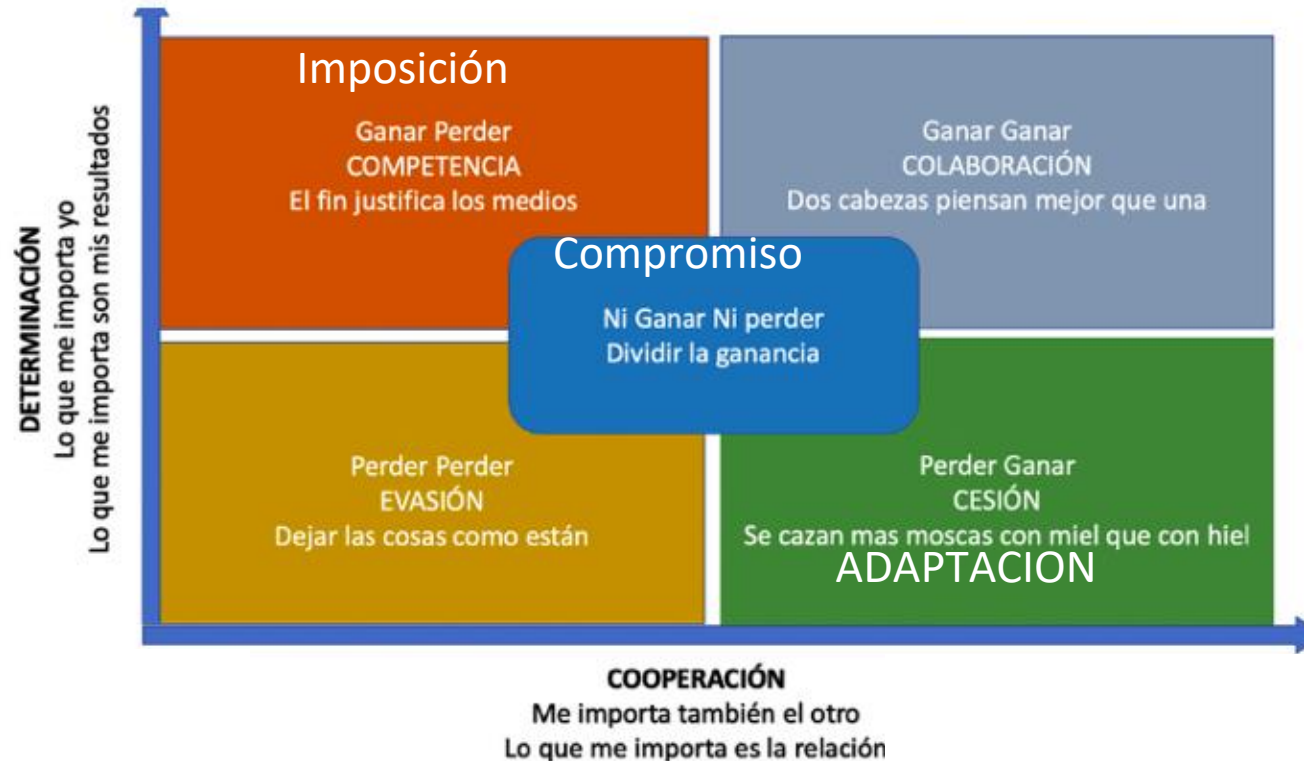 Imposición
Ganar Perder
COMPETENCIA
El fin justifica los medios
Ganar Ganar
COLABORACIÓN
Dos cabezas piensan mejor que una
Compromiso
Ni Ganar Ni perder
Dividir la ganancia
Perder Perder
EVASIÓN
Dejar las cosas como están
Perder Ganar
CESIÓN
Se cazan mas moscas con miel que con hiel
ADAPTACION
DETERMINACIÓN
Lo que me importa yo
Lo que me importa son mis resultados
COOPERACIÓN
Me importa también el otro
Lo que me importa es la relación